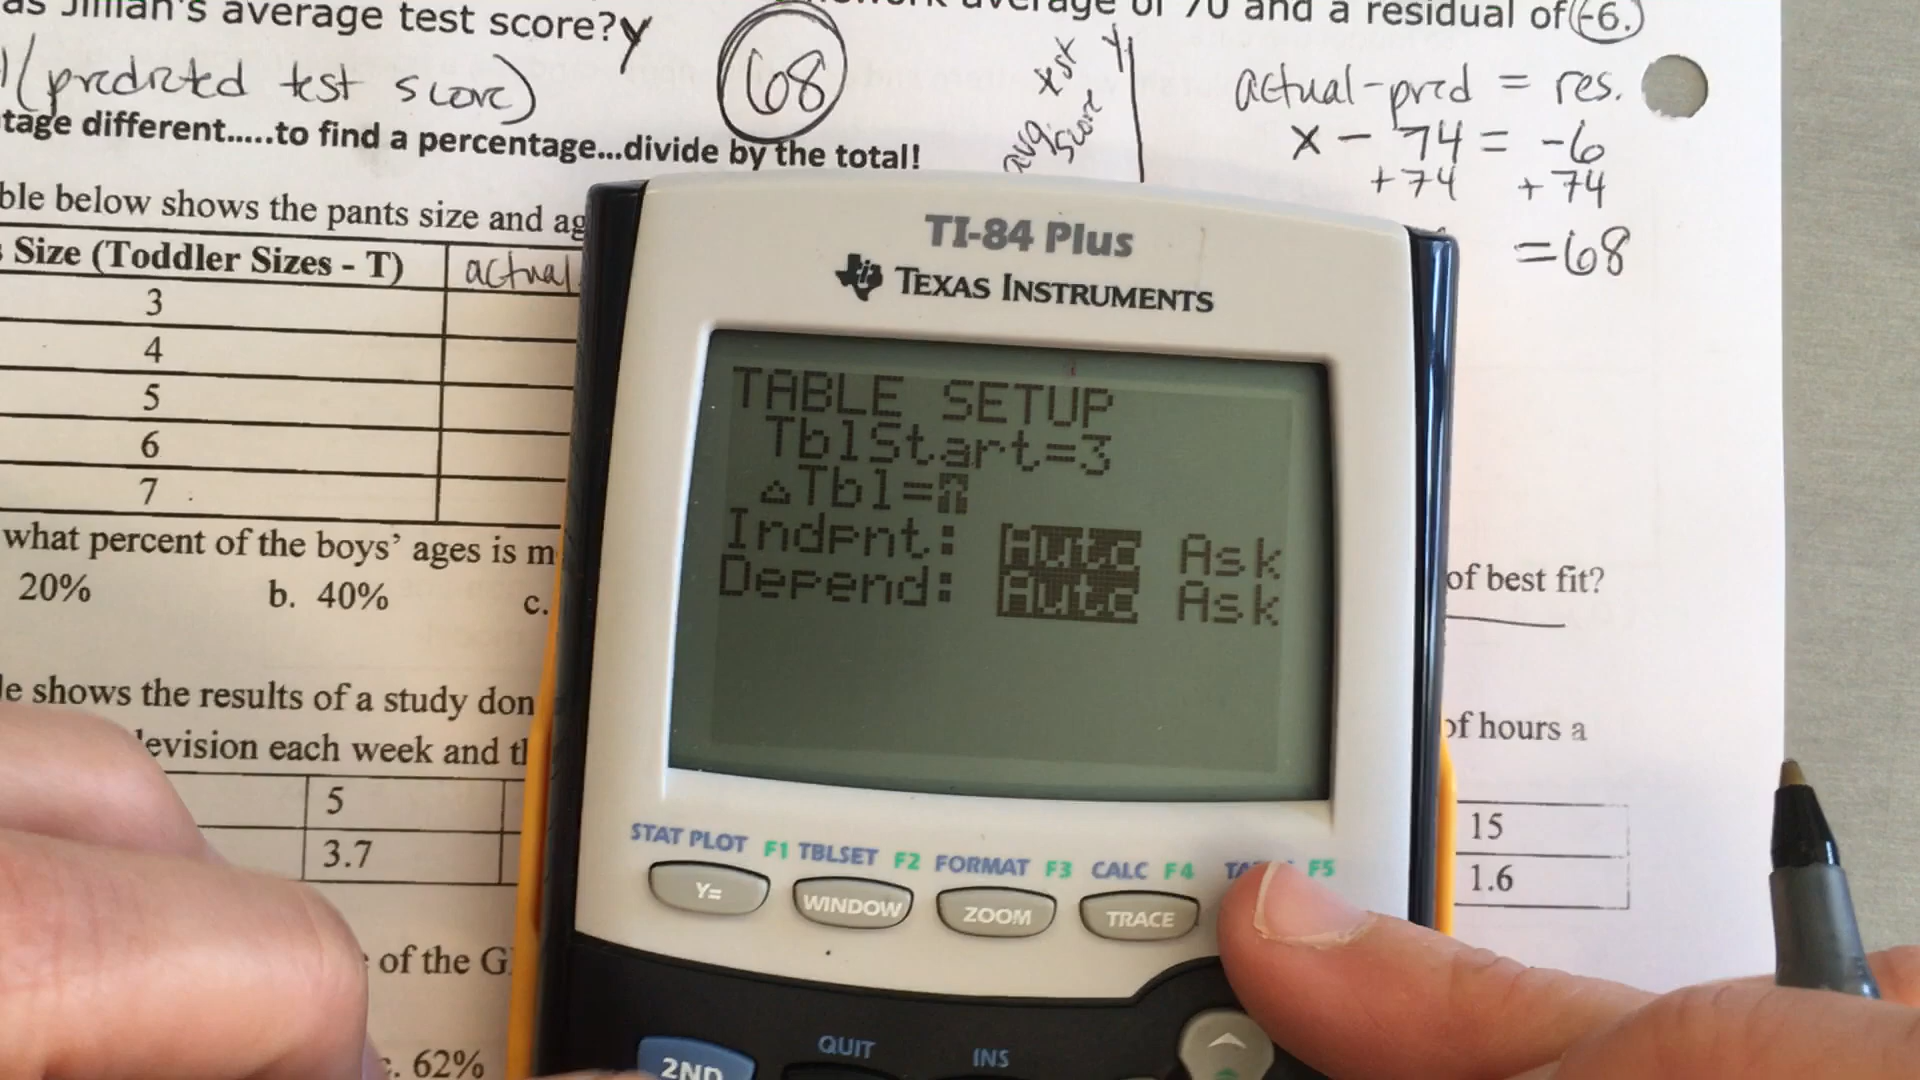 as Jillian's average test score? y
average of 70 and a residual of -6.
(predicted test score)
68
avg. test score
y
actual-pred = res.
x - 74 = -6
+74 +74
=68
tage different.....to find a percentage...divide by the total!
ble below shows the pants size and ag
Size (Toddler Sizes - T) actual
3
4
5
6
7
what percent of the boys' ages is m
of best fit?
20% b. 40% c.
le shows the results of a study don
of hours a
levision each week and th
5
15
3.7
1.6
of the G
c. 62%
TI-84 Plus
TEXAS INSTRUMENTS
TABLE SETUP
TblStart=3
△Tbl=
Indpnt: Auto Ask
Depend: Auto Ask
STAT PLOT F1 TBLSET F2 FORMAT F3 CALC F4 F5
Y= WINDOW ZOOM TRACE
QUIT INS
2ND